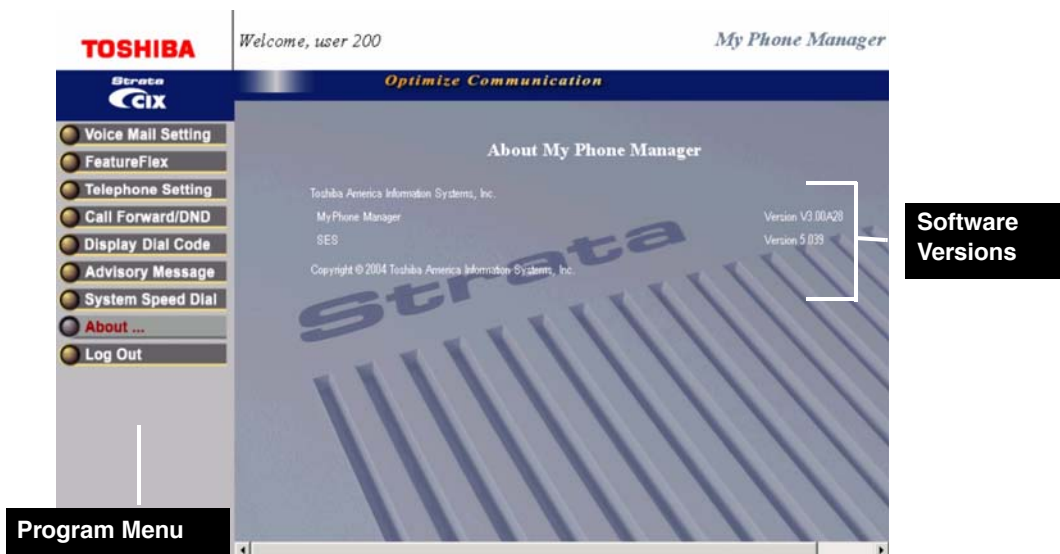 TOSHIBA
Welcome, user 200
My Phone Manager
Strata
CIX
Optimize Communication
Voice Mail Setting
FeatureFlex
Telephone Setting
Call Forward/DND
Display Dial Code
Advisory Message
System Speed Dial
About ...
Log Out
About My Phone Manager
Toshiba America Information Systems, Inc.
MyPhone Manager Version V3.00A28
SES Version 5.039
Copyright © 2004 Toshiba America Information Systems, Inc.
Strata
Software
Versions
Program Menu